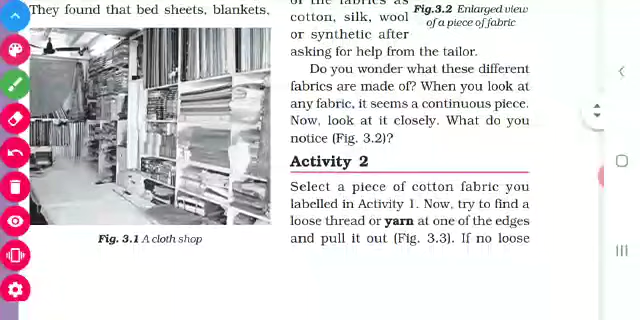 They found that bed sheets, blankets,
Fig. 3.1 A cloth shop
of the fabrics as
cotton, silk, wool
or synthetic after
asking for help from the tailor.
Fig.3.2 Enlarged view
of a piece of fabric
Do you wonder what these different
fabrics are made of? When you look at
any fabric, it seems a continuous piece.
Now, look at it closely. What do you
notice (Fig. 3.2)?
Activity 2
Select a piece of cotton fabric you
labelled in Activity 1. Now, try to find a
loose thread or yarn at one of the edges
and pull it out (Fig. 3.3). If no loose